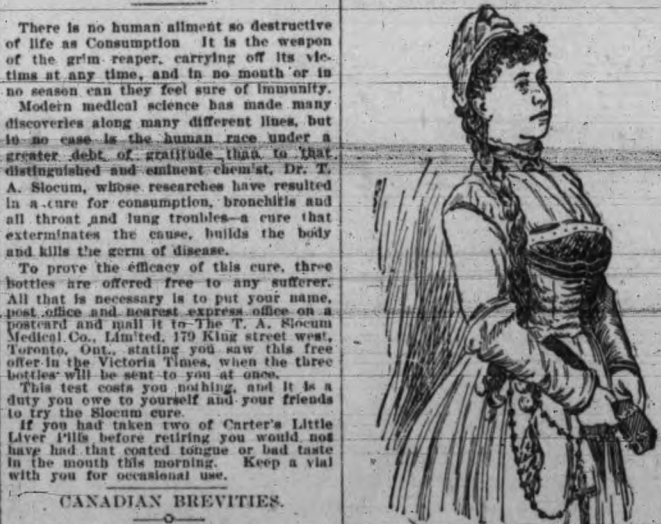 There is no human ailment so destructive
of life as Consumption It is the weapon
of the grim reaper, carrying off its vic-
tims at any time, and in no mouth or in
no season can they feel sure of immunity.
Modern medical science has made many
discoveries along many different lines, but
in no case is the human race under a
greater debt of gratitude than to that
distinguished and eminent chemist, Dr. T.
A. Slocum, whose researches have resulted
in a cure for consumption, bronchitis and
all throat and lung troubles—a cure that
exterminates the cause, builds the body
and kills the germ of disease.
To prove the efficacy of this cure, three
bottles are offered free to any sufferer.
All that is necessary is to put your name,
post office and nearest express office on a
postcard and mail it to The T. A. Slocum
Medical Co., Limited, 179 King street west,
Toronto, Ont., stating you saw this free
offer in the Victoria Times, when the three
bottles will be sent to you at once.
This test costs you nothing, and it is a
duty you owe to yourself and your friends
to try the Slocum cure.
If you had taken two of Carter's Little
Liver Pills before retiring you would not
have had that coated tongue or bad taste
in the mouth this morning. Keep a vial
with you for occasional use.
CANADIAN BREVITIES.